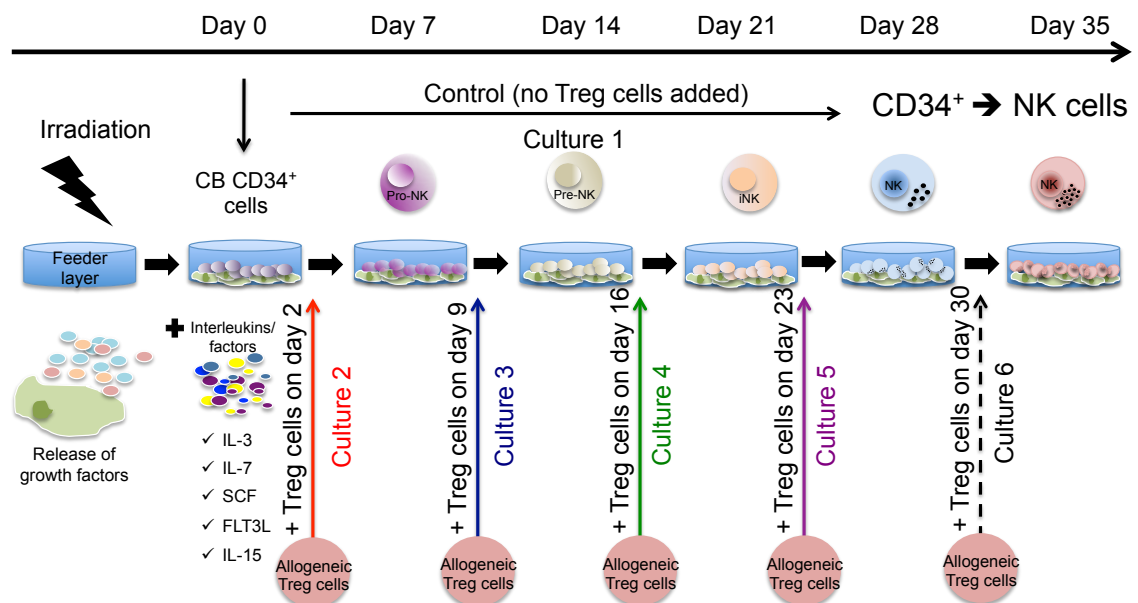 Day 0
Day 7
Day 14
Day 21
Day 28
Day 35
Control (no Treg cells added)
Culture 1
CD34⁺ ➔ NK cells
Irradiation
CB CD34⁺
cells
Pro-NK
Pre-NK
iNK
NK
NK
Feeder
layer
Release of
growth factors
+ Interleukins/
factors
✓ IL-3
✓ IL-7
✓ SCF
✓ FLT3L
✓ IL-15
+ Treg cells on day 2
Culture 2
+ Treg cells on day 9
Culture 3
+ Treg cells on day 16
Culture 4
+ Treg cells on day 23
Culture 5
+ Treg cells on day 30
Culture 6
Allogeneic
Treg cells
Allogeneic
Treg cells
Allogeneic
Treg cells
Allogeneic
Treg cells
Allogeneic
Treg cells